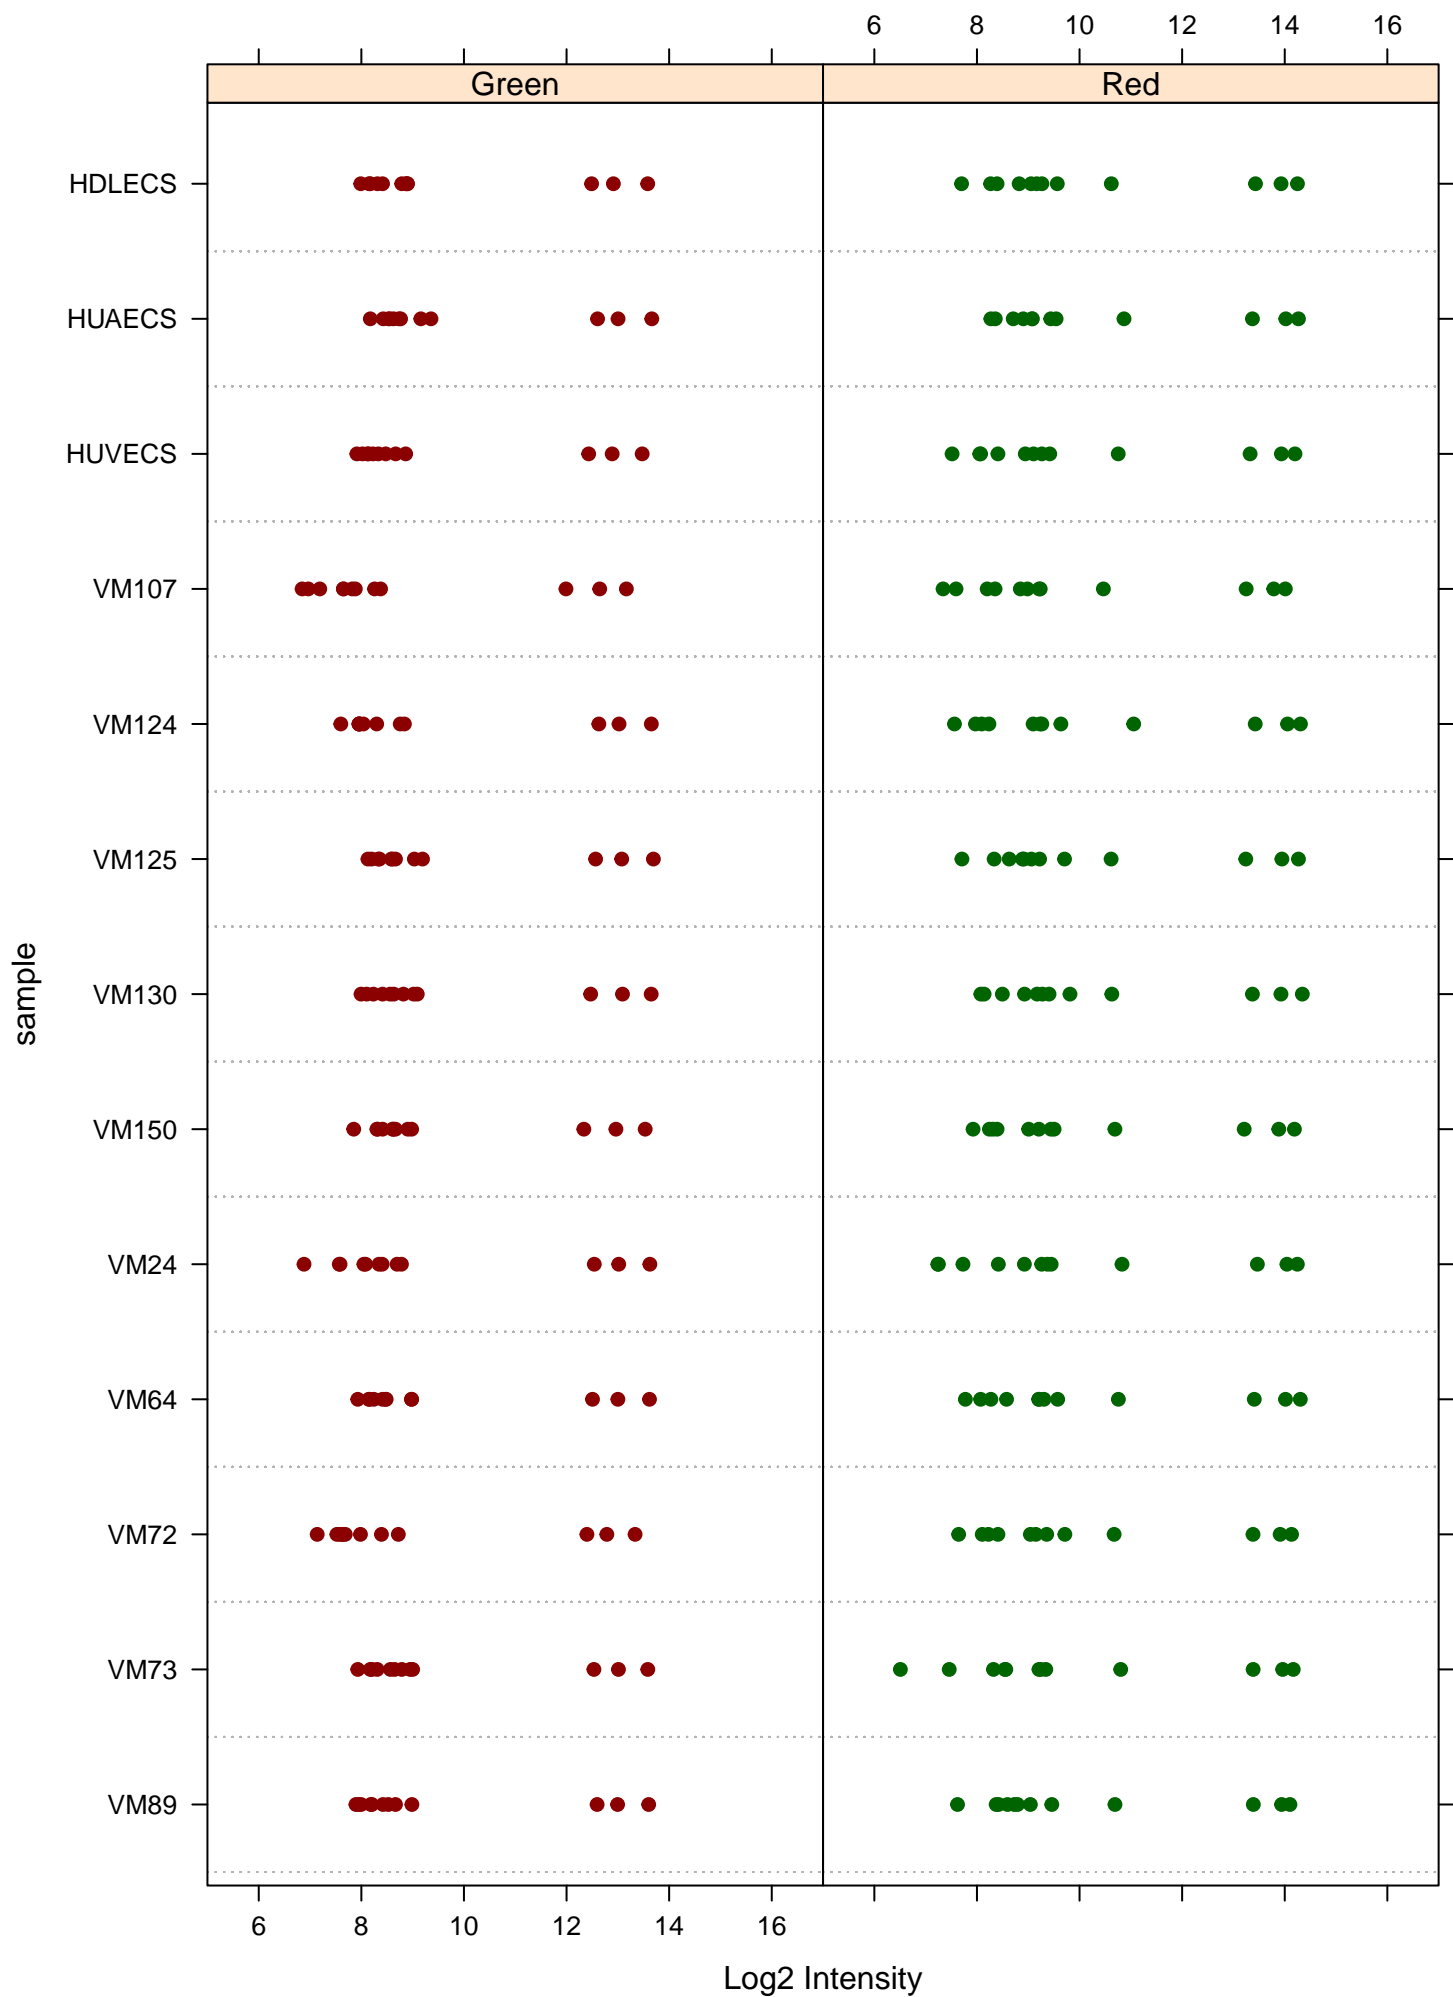 6 8 10 12 14 16
Green Red
HDLECS
HUAECS
HUVECS
VM107
VM124
VM125
VM130
VM150
VM24
VM64
VM72
VM73
VM89
sample
6 8 10 12 14 16
Log2 Intensity